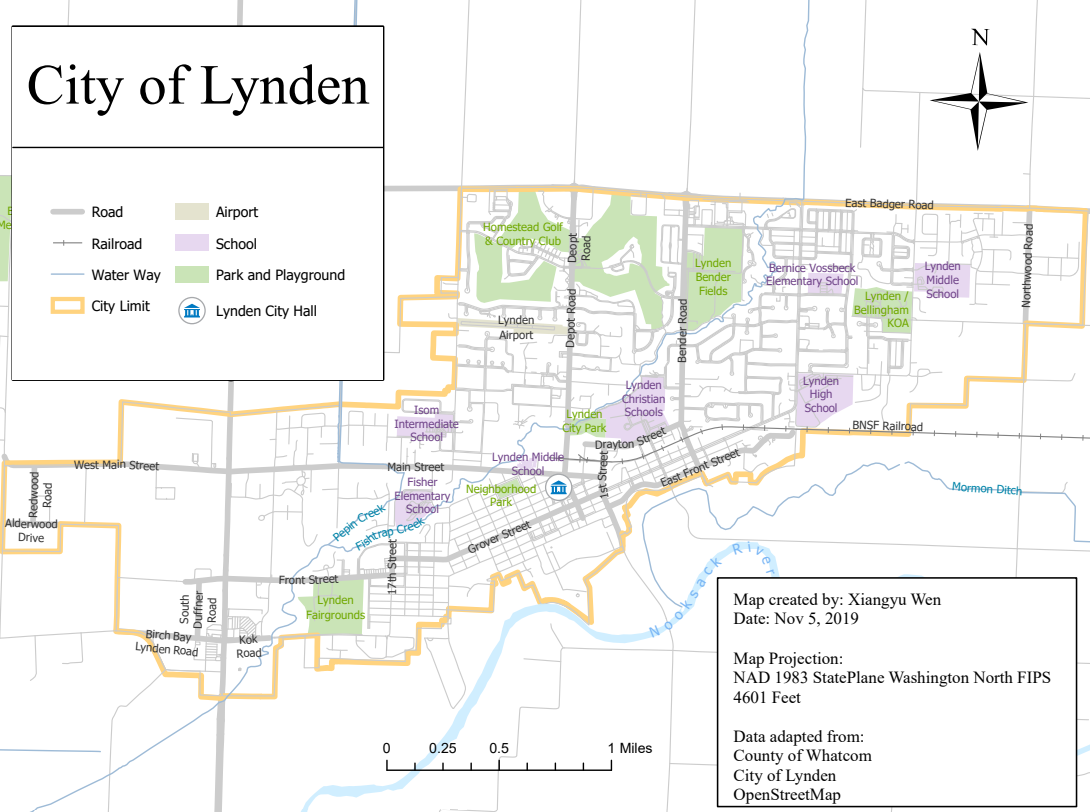 City of Lynden
N
Road
Airport
Railroad
School
Water Way
Park and Playground
City Limit
Lynden City Hall
East Badger Road
Homestead Golf
& Country Club
Deopt
Road
Northwood Road
Lynden
Bender
Fields
Bernice Vossbeck
Elementary School
Lynden
Middle
School
Lynden /
Bellingham
KOA
Lynden
Airport
Depot Road
Bender Road
Lynden
Christian
Schools
Lynden
High
School
Isom
Intermediate
School
Lynden
City Park
BNSF Railroad
Drayton Street
West Main Street
Main Street
Lynden Middle
School
East Front Street
1st Street
Redwood
Road
Fisher
Elementary
School
Neighborhood
Park
Mormon Ditch
Alderwood
Drive
Pepin Creek
Fishtrap Creek
Grover Street
17th Street
Front Street
Nooksack River
South
Duffner
Road
Lynden
Fairgrounds
Birch Bay
Lynden Road
Kok
Road
0 0.25 0.5 1 Miles
Map created by: Xiangyu Wen
Date: Nov 5, 2019
Map Projection:
NAD 1983 StatePlane Washington North FIPS
4601 Feet
Data adapted from:
County of Whatcom
City of Lynden
OpenStreetMap